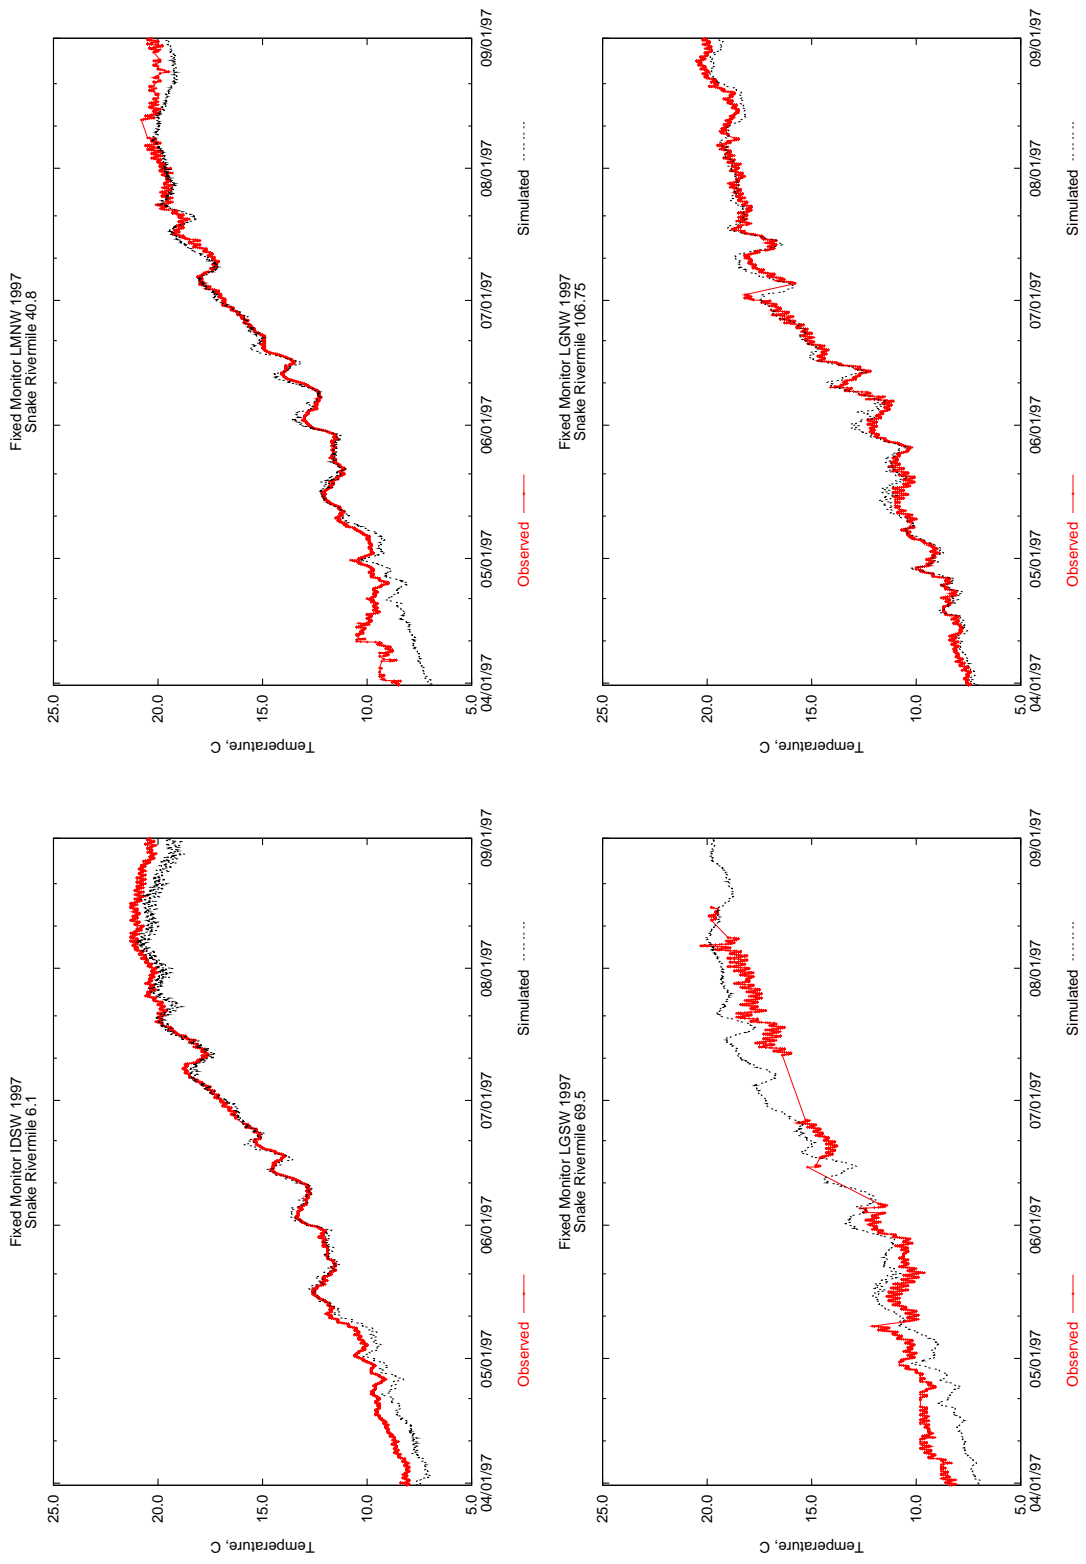 Fixed Monitor IDSW 1997
Snake Rivermile 6.1
Temperature, C
25.0
20.0
15.0
10.0
5.0
04/01/97
05/01/97
06/01/97
07/01/97
08/01/97
09/01/97
Observed
Simulated
Fixed Monitor LMNW 1997
Snake Rivermile 40.8
Temperature, C
25.0
20.0
15.0
10.0
5.0
04/01/97
05/01/97
06/01/97
07/01/97
08/01/97
09/01/97
Observed
Simulated
Fixed Monitor LGSW 1997
Snake Rivermile 69.5
Temperature, C
25.0
20.0
15.0
10.0
5.0
04/01/97
05/01/97
06/01/97
07/01/97
08/01/97
09/01/97
Observed
Simulated
Fixed Monitor LGNW 1997
Snake Rivermile 106.75
Temperature, C
25.0
20.0
15.0
10.0
5.0
04/01/97
05/01/97
06/01/97
07/01/97
08/01/97
09/01/97
Observed
Simulated